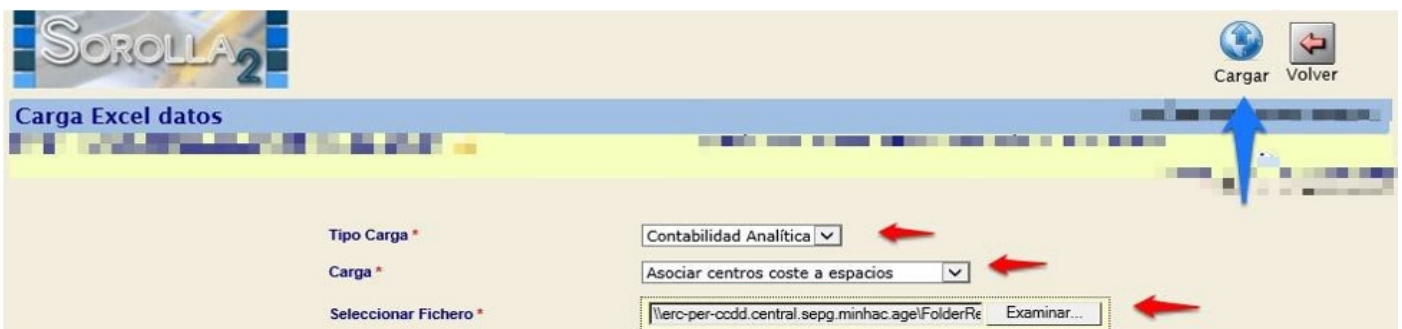 SOROLLA2
Cargar Volver
Carga Excel datos
Tipo Carga * Contabilidad Analítica
Carga * Asociar centros coste a espacios
Seleccionar Fichero * \\erc-per-ccdd.central.sepg.minhac.age\FolderRe Examinar...